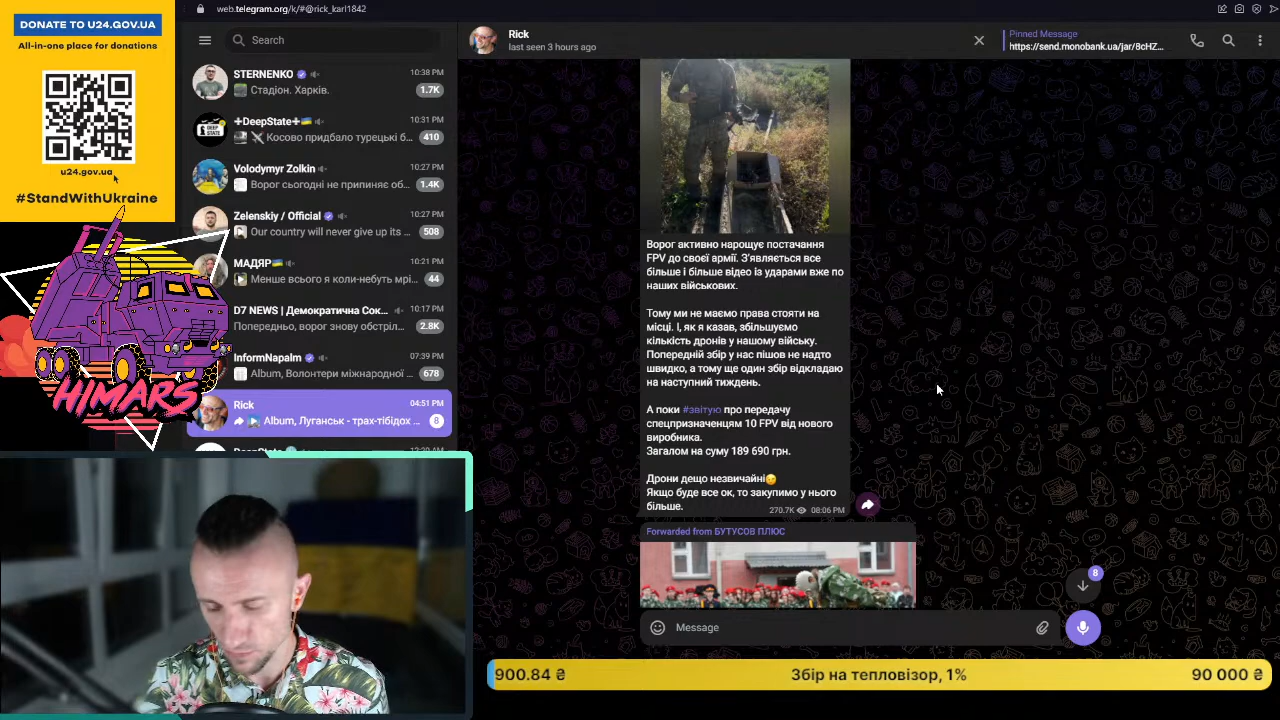 DONATE TO U24.GOV.UA
All-in-one place for donations
u24.gov.ua
#StandWithUkraine
HIMARS
web.telegram.org/k/#@rick_karl1842
Search
STERNENKO
10:38 PM
Стадіон. Харків.
1.7K
+DeepState+
10:31 PM
Косово придбало турецькі б...
410
Volodymyr Zolkin
10:27 PM
Ворог сьогодні не припиняє об...
1.4K
Zelenskiy / Official
10:27 PM
Our country will never give up its ...
508
МАДЯР
10:21 PM
Менше всього я коли-небуть мрі...
44
D7 NEWS | Демократична Сок...
10:17 PM
Попередньо, ворог знову обстріл...
2.8K
InformNapalm
07:39 PM
Album, Волонтери міжнародної ...
678
Rick
04:51 PM
Album, Луганськ - трах-тібідох ...
8
Rick
last seen 3 hours ago
Pinned Message
https://send.monobank.ua/jar/8cHZ...
Ворог активно нарощує постачання
FPV до своєї армії. З'являється все
більше і більше відео із ударами вже по
наших військових.
Тому ми не маємо права стояти на
місці. І, як я казав, збільшуємо
кількість дронів у нашому війську.
Попередній збір у нас пішов не надто
швидко, а тому ще один збір відкладаю
на наступний тиждень.
А поки #звітую про передачу
спецпризначенцям 10 FPV від нового
виробника.
Загалом на суму 189 690 грн.
Дрони дещо незвичайні
Якщо буде все ок, то закупимо у нього
більше.
270.7K 08:06 PM
Forwarded from БУТУСОВ ПЛЮС
8
Message
900.84 ₴
Збір на тепловізор, 1%
90 000 ₴